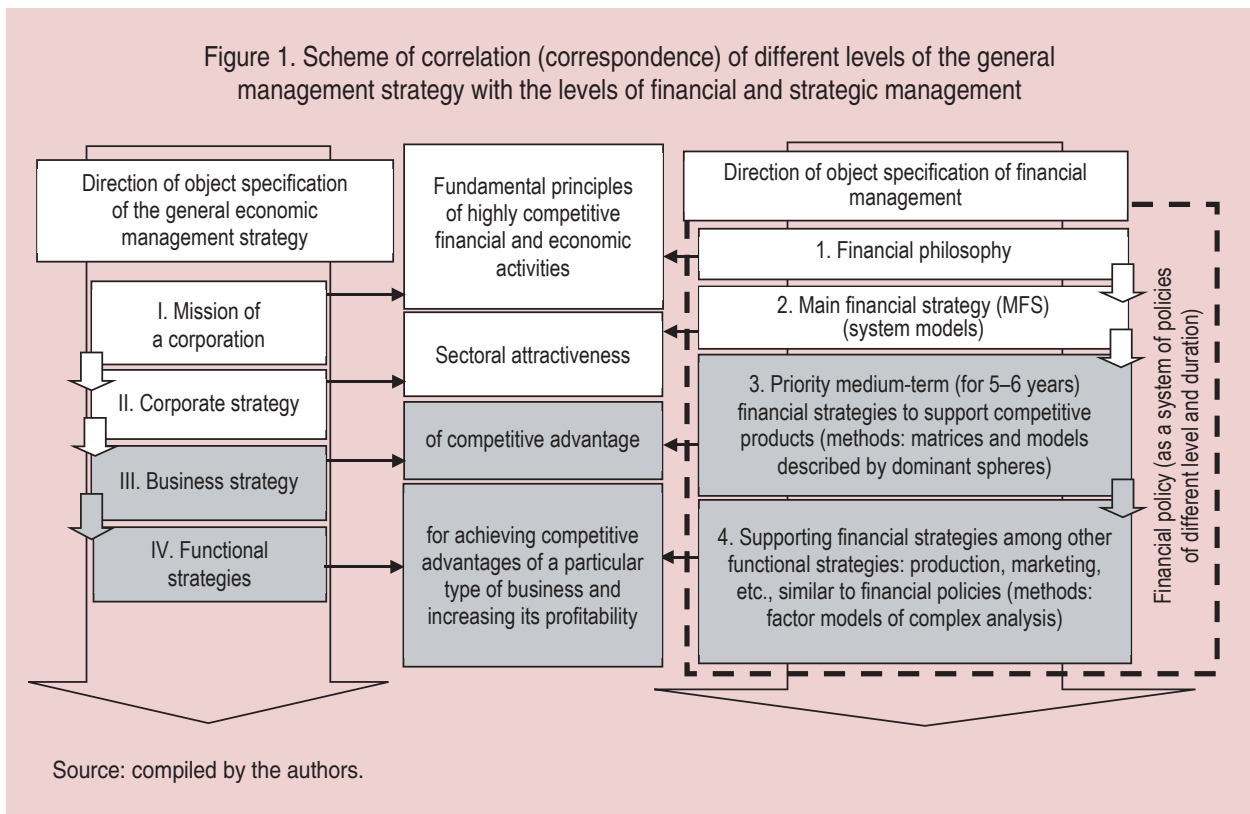 Figure 1. Scheme of correlation (correspondence) of different levels of the general
management strategy with the levels of financial and strategic management
Direction of object specification
of the general economic
management strategy
I. Mission of
a corporation
II. Corporate strategy
III. Business strategy
IV. Functional
strategies
Fundamental principles
of highly competitive
financial and economic
activities
Sectoral attractiveness
of competitive advantage
for achieving competitive
advantages of a particular
type of business and
increasing its profitability
Direction of object specification of financial
management
1. Financial philosophy
2. Main financial strategy (MFS)
(system models)
3. Priority medium-term (for 5–6 years)
financial strategies to support competitive
products (methods: matrices and models
described by dominant spheres)
4. Supporting financial strategies among other
functional strategies: production, marketing,
etc., similar to financial policies (methods:
factor models of complex analysis)
Financial policy (as a system of policies
of different level and duration)
Source: compiled by the authors.